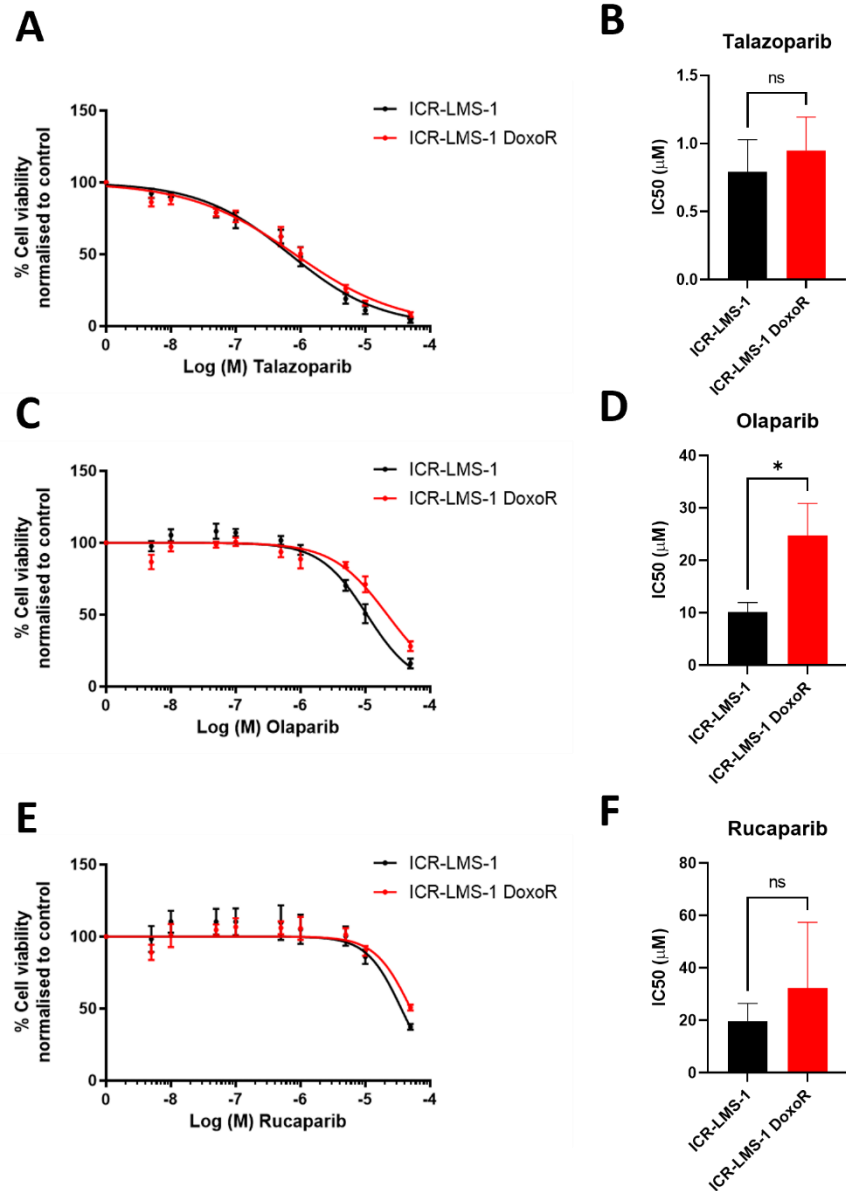 A
ICR-LMS-1
ICR-LMS-1 DoxoR
% Cell viability
normalised to control
150
100
50
0
0 -8 -7 -6 -5 -4
Log (M) Talazoparib
B
Talazoparib
ns
IC50 (μM)
1.5
1.0
0.5
0.0
ICR-LMS-1
ICR-LMS-1 DoxoR
C
ICR-LMS-1
ICR-LMS-1 DoxoR
% Cell viability
normalised to control
150
100
50
0
0 -8 -7 -6 -5 -4
Log (M) Olaparib
D
Olaparib
*
IC50 (μM)
40
30
20
10
0
ICR-LMS-1
ICR-LMS-1 DoxoR
E
ICR-LMS-1
ICR-LMS-1 DoxoR
% Cell viability
normalised to control
150
100
50
0
0 -8 -7 -6 -5 -4
Log (M) Rucaparib
F
Rucaparib
ns
IC50 (μM)
80
60
40
20
0
ICR-LMS-1
ICR-LMS-1 DoxoR